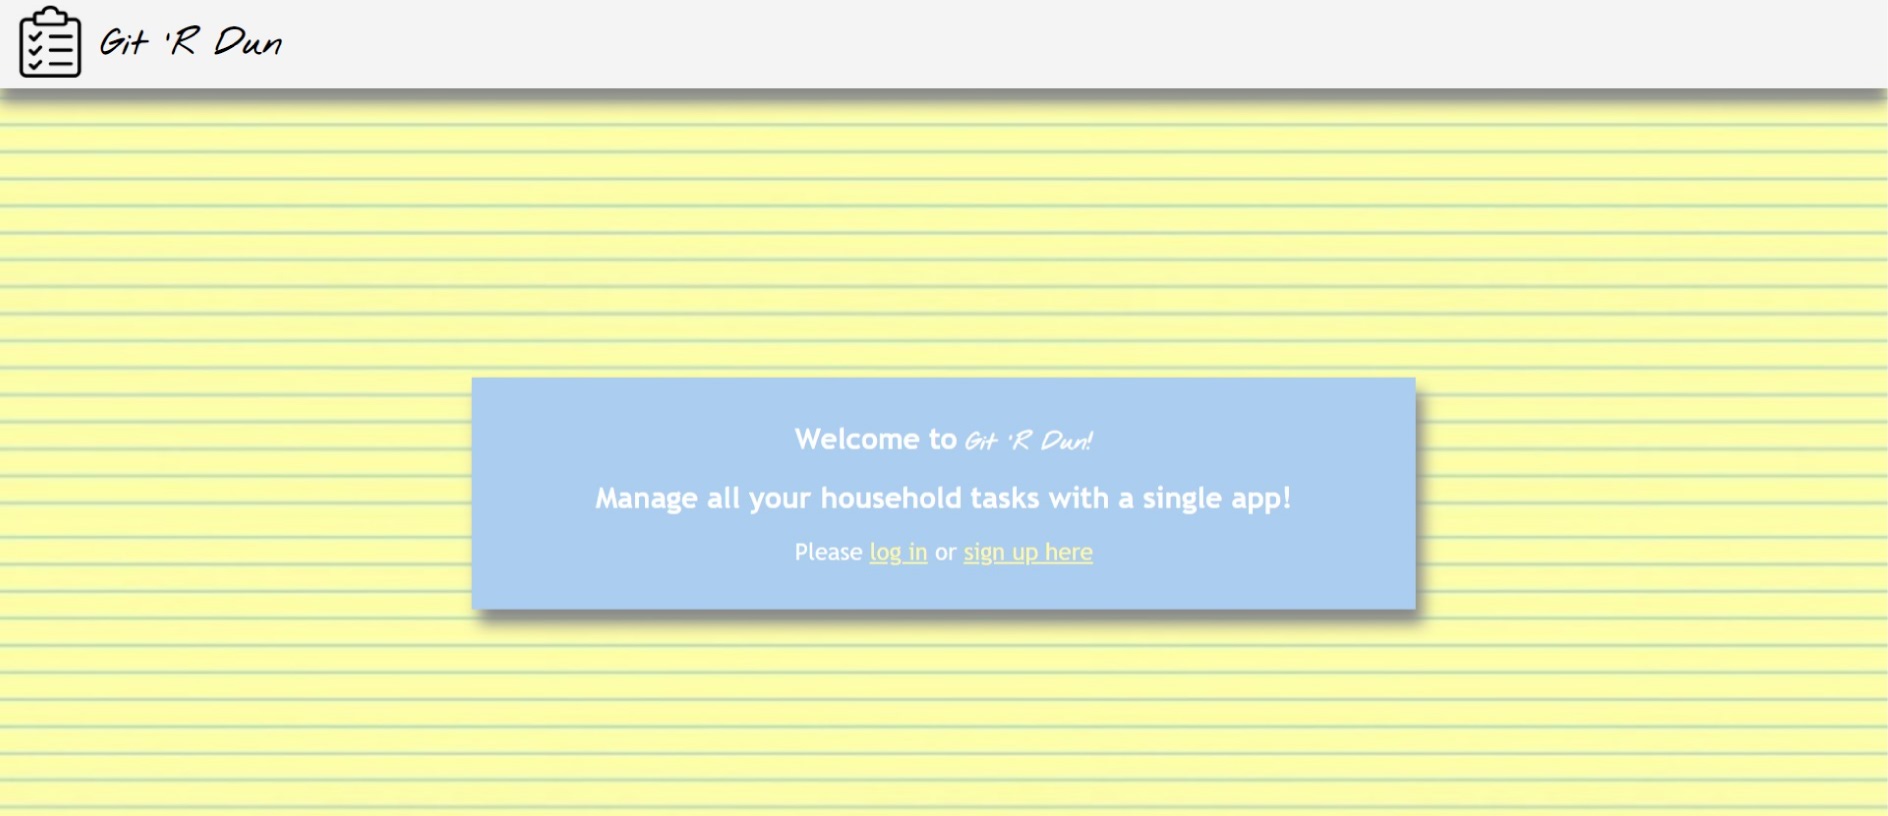 Git 'R Dun
Welcome to Git 'R Dun!
Manage all your household tasks with a single app!
Please log in or sign up here